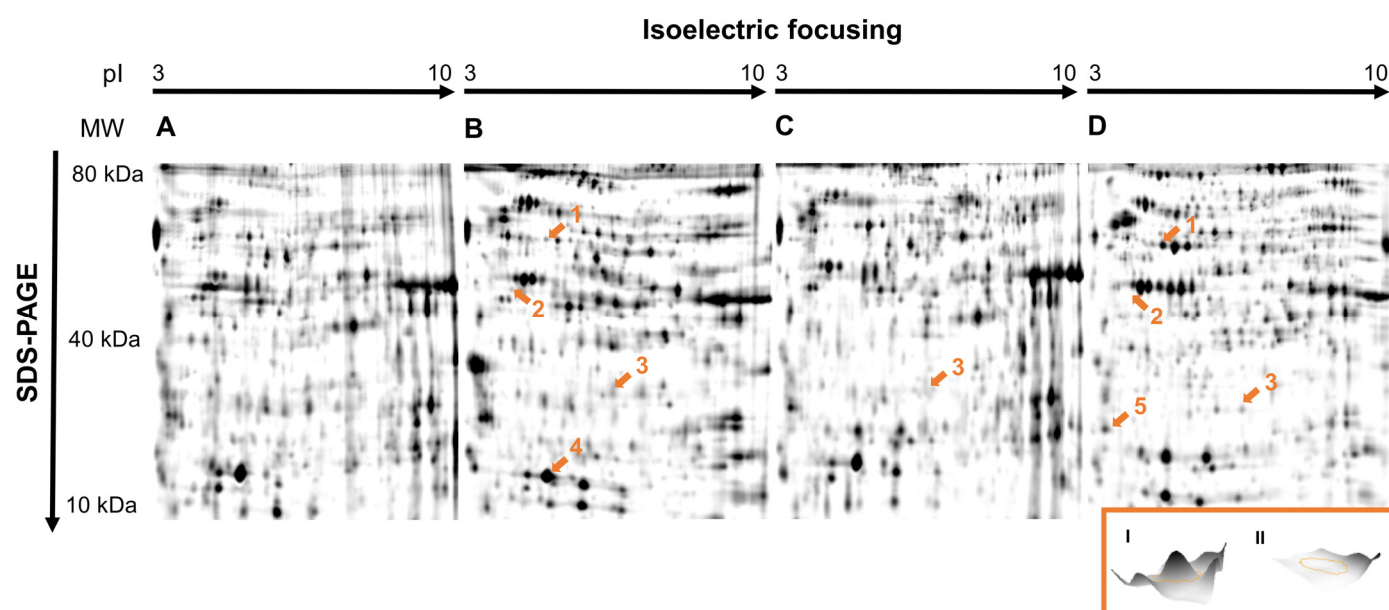 Isoelectric focusing
pI 3 10 3 10 3 10 3 10
MW A B C D
80 kDa
40 kDa
10 kDa
SDS-PAGE
1
2
3
4
3
1
2
3
5
I II